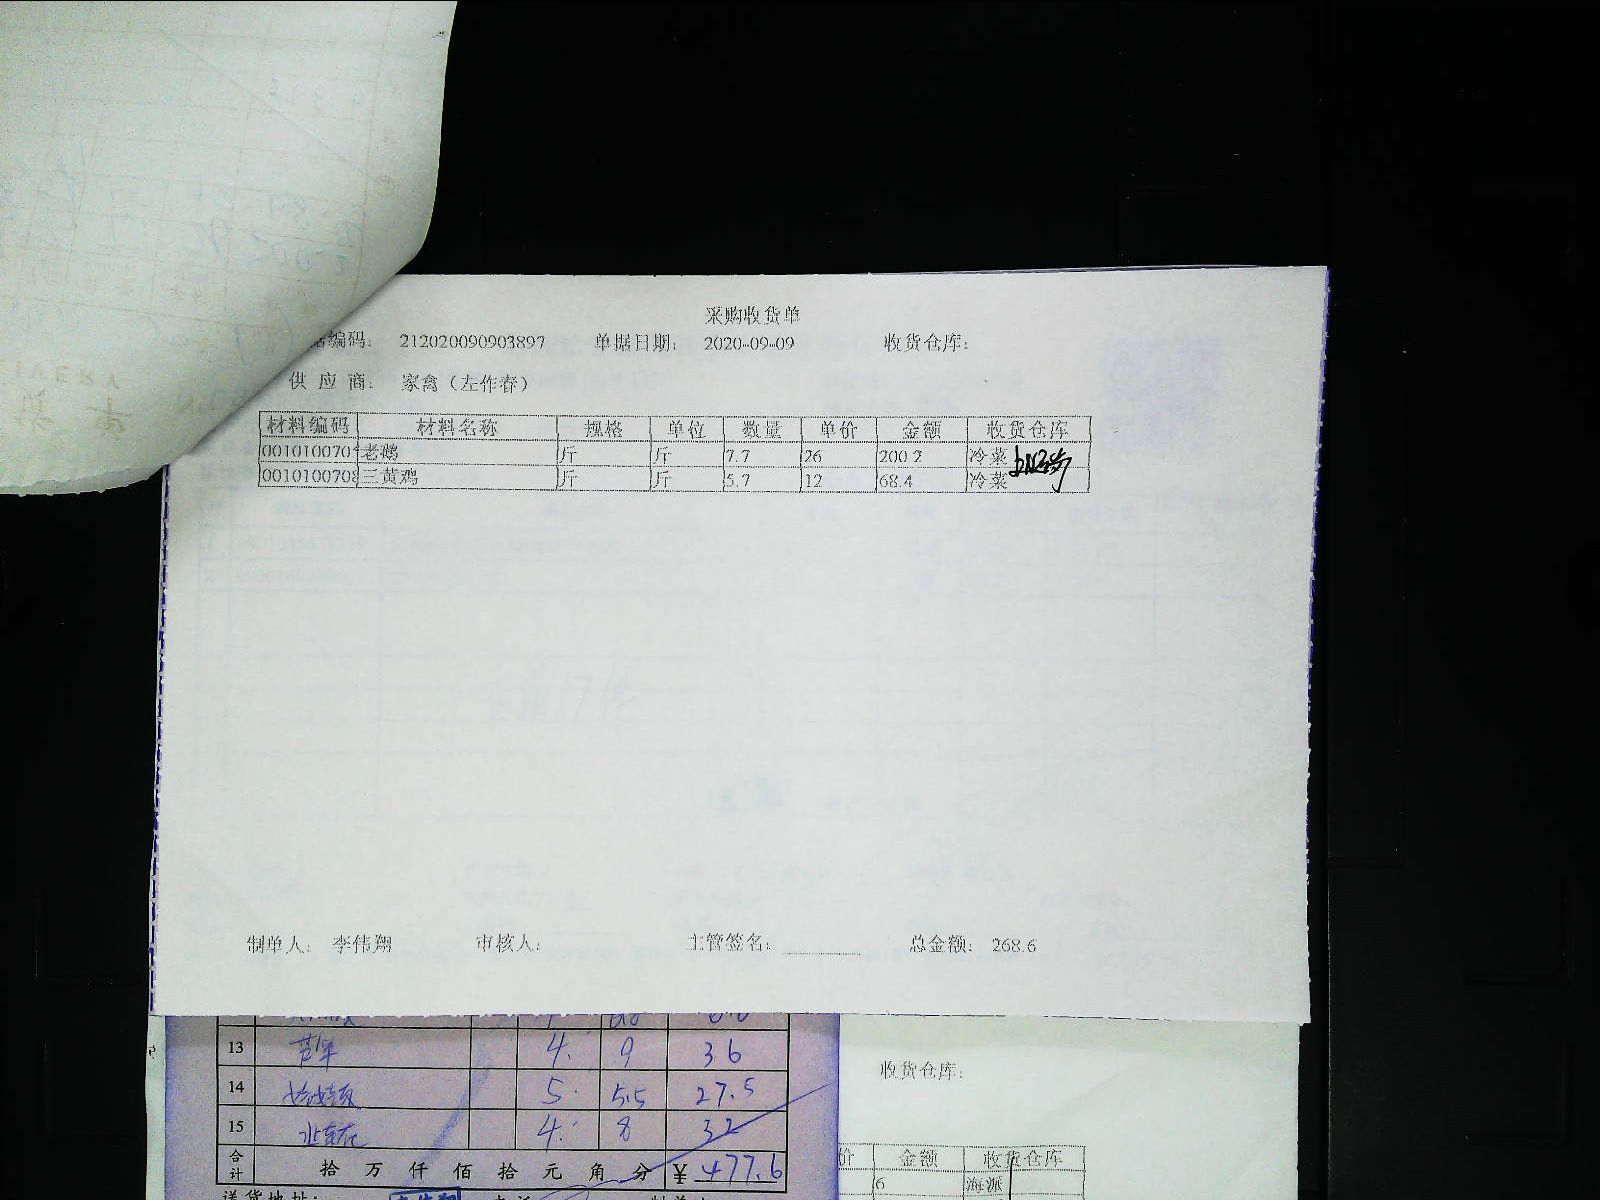 采购收货单
据编码: 212020090903897 单据日期: 2020-09-09 收货仓库:
供应商: 家禽（左作春）
材料编码 材料名称 规格 单位 数量 单价 金额 收货仓库
老鹅 斤 斤 7.7 26 200.2 冷菜
三黄鸡 斤 斤 5.7 12 68.4 冷菜
制单人: 李伟翔 审核人: 主管签名: 总金额: 268.6
13 4. 9 36
14 5. 5.5 27.5
15 4. 8 32
合计 拾 万 仟 佰 拾 元 角 分 ¥ 477.6
收货仓库:
价 金额 收货仓库
6 海派